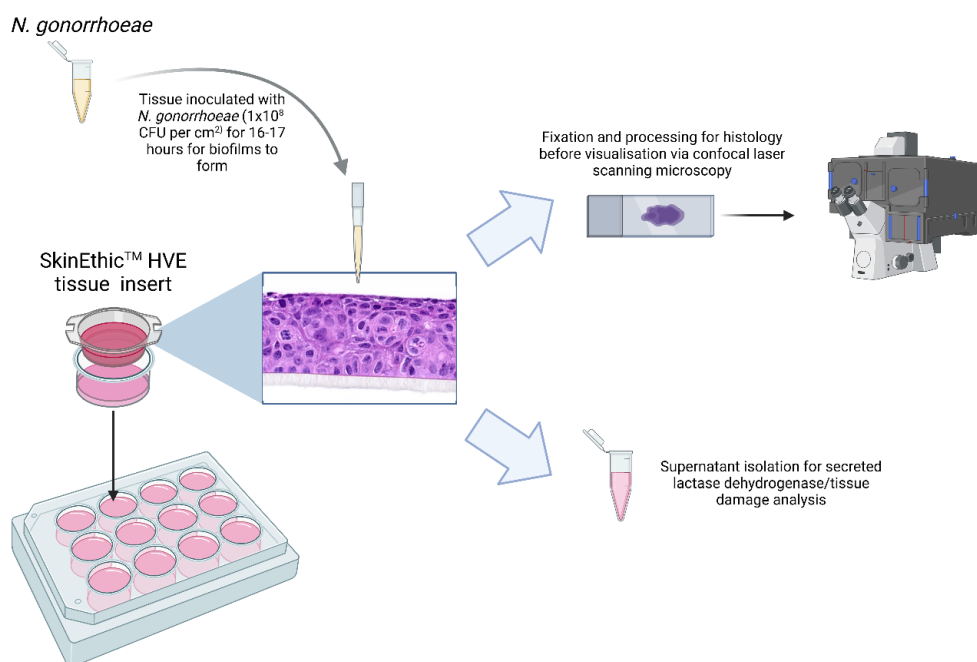 N. gonorrhoeae
Tissue inoculated with
N. gonorrhoeae (1x10⁸
CFU per cm²⁾ for 16-17
hours for biofilms to
form
Fixation and processing for histology
before visualisation via confocal laser
scanning microscopy
SkinEthic™ HVE
tissue insert
Supernatant isolation for secreted
lactase dehydrogenase/tissue
damage analysis